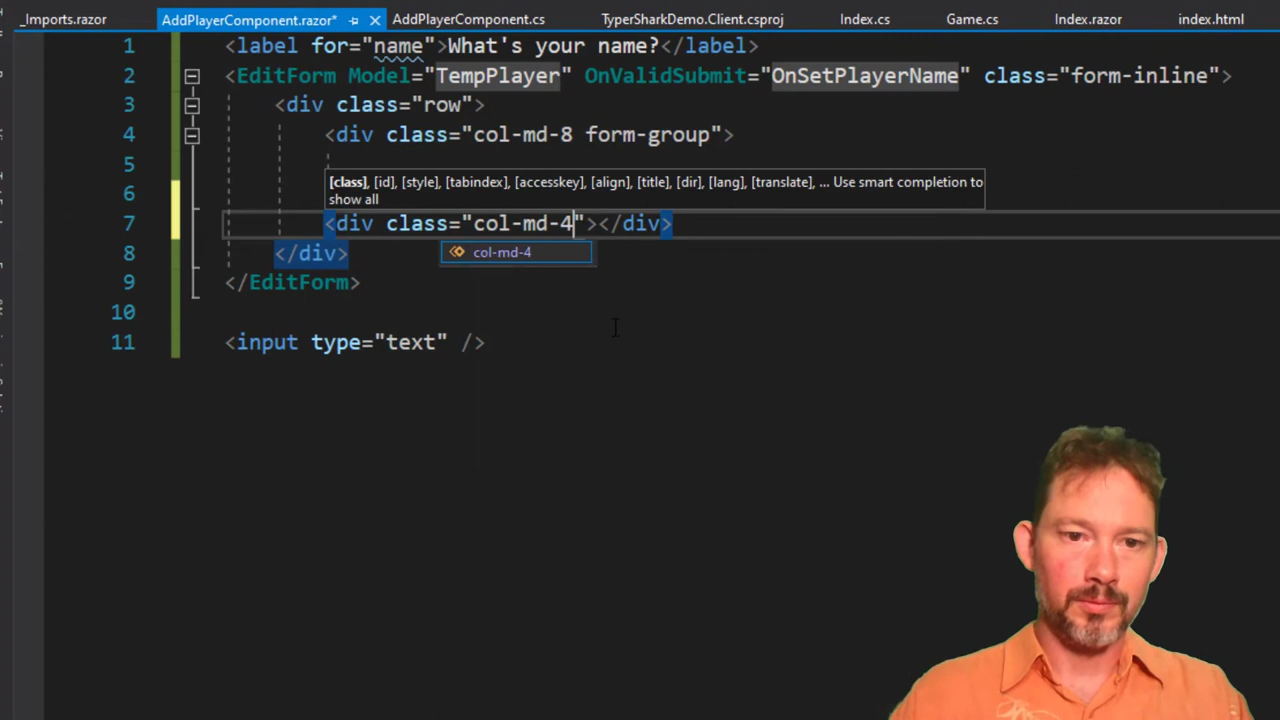 _Imports.razor AddPlayerComponent.razor* AddPlayerComponent.cs TyperSharkDemo.Client.csproj Index.cs Game.cs Index.razor index.html
1 <label for="name">What's your name?</label>
2 <EditForm Model="TempPlayer" OnValidSubmit="OnSetPlayerName" class="form-inline">
3 <div class="row">
4 <div class="col-md-8 form-group">
5
6 [class], [id], [style], [tabindex], [accesskey], [align], [title], [dir], [lang], [translate], ... Use smart completion to
show all
7 <div class="col-md-4"></div>
8 </div> col-md-4
9 </EditForm>
10
11 <input type="text" />